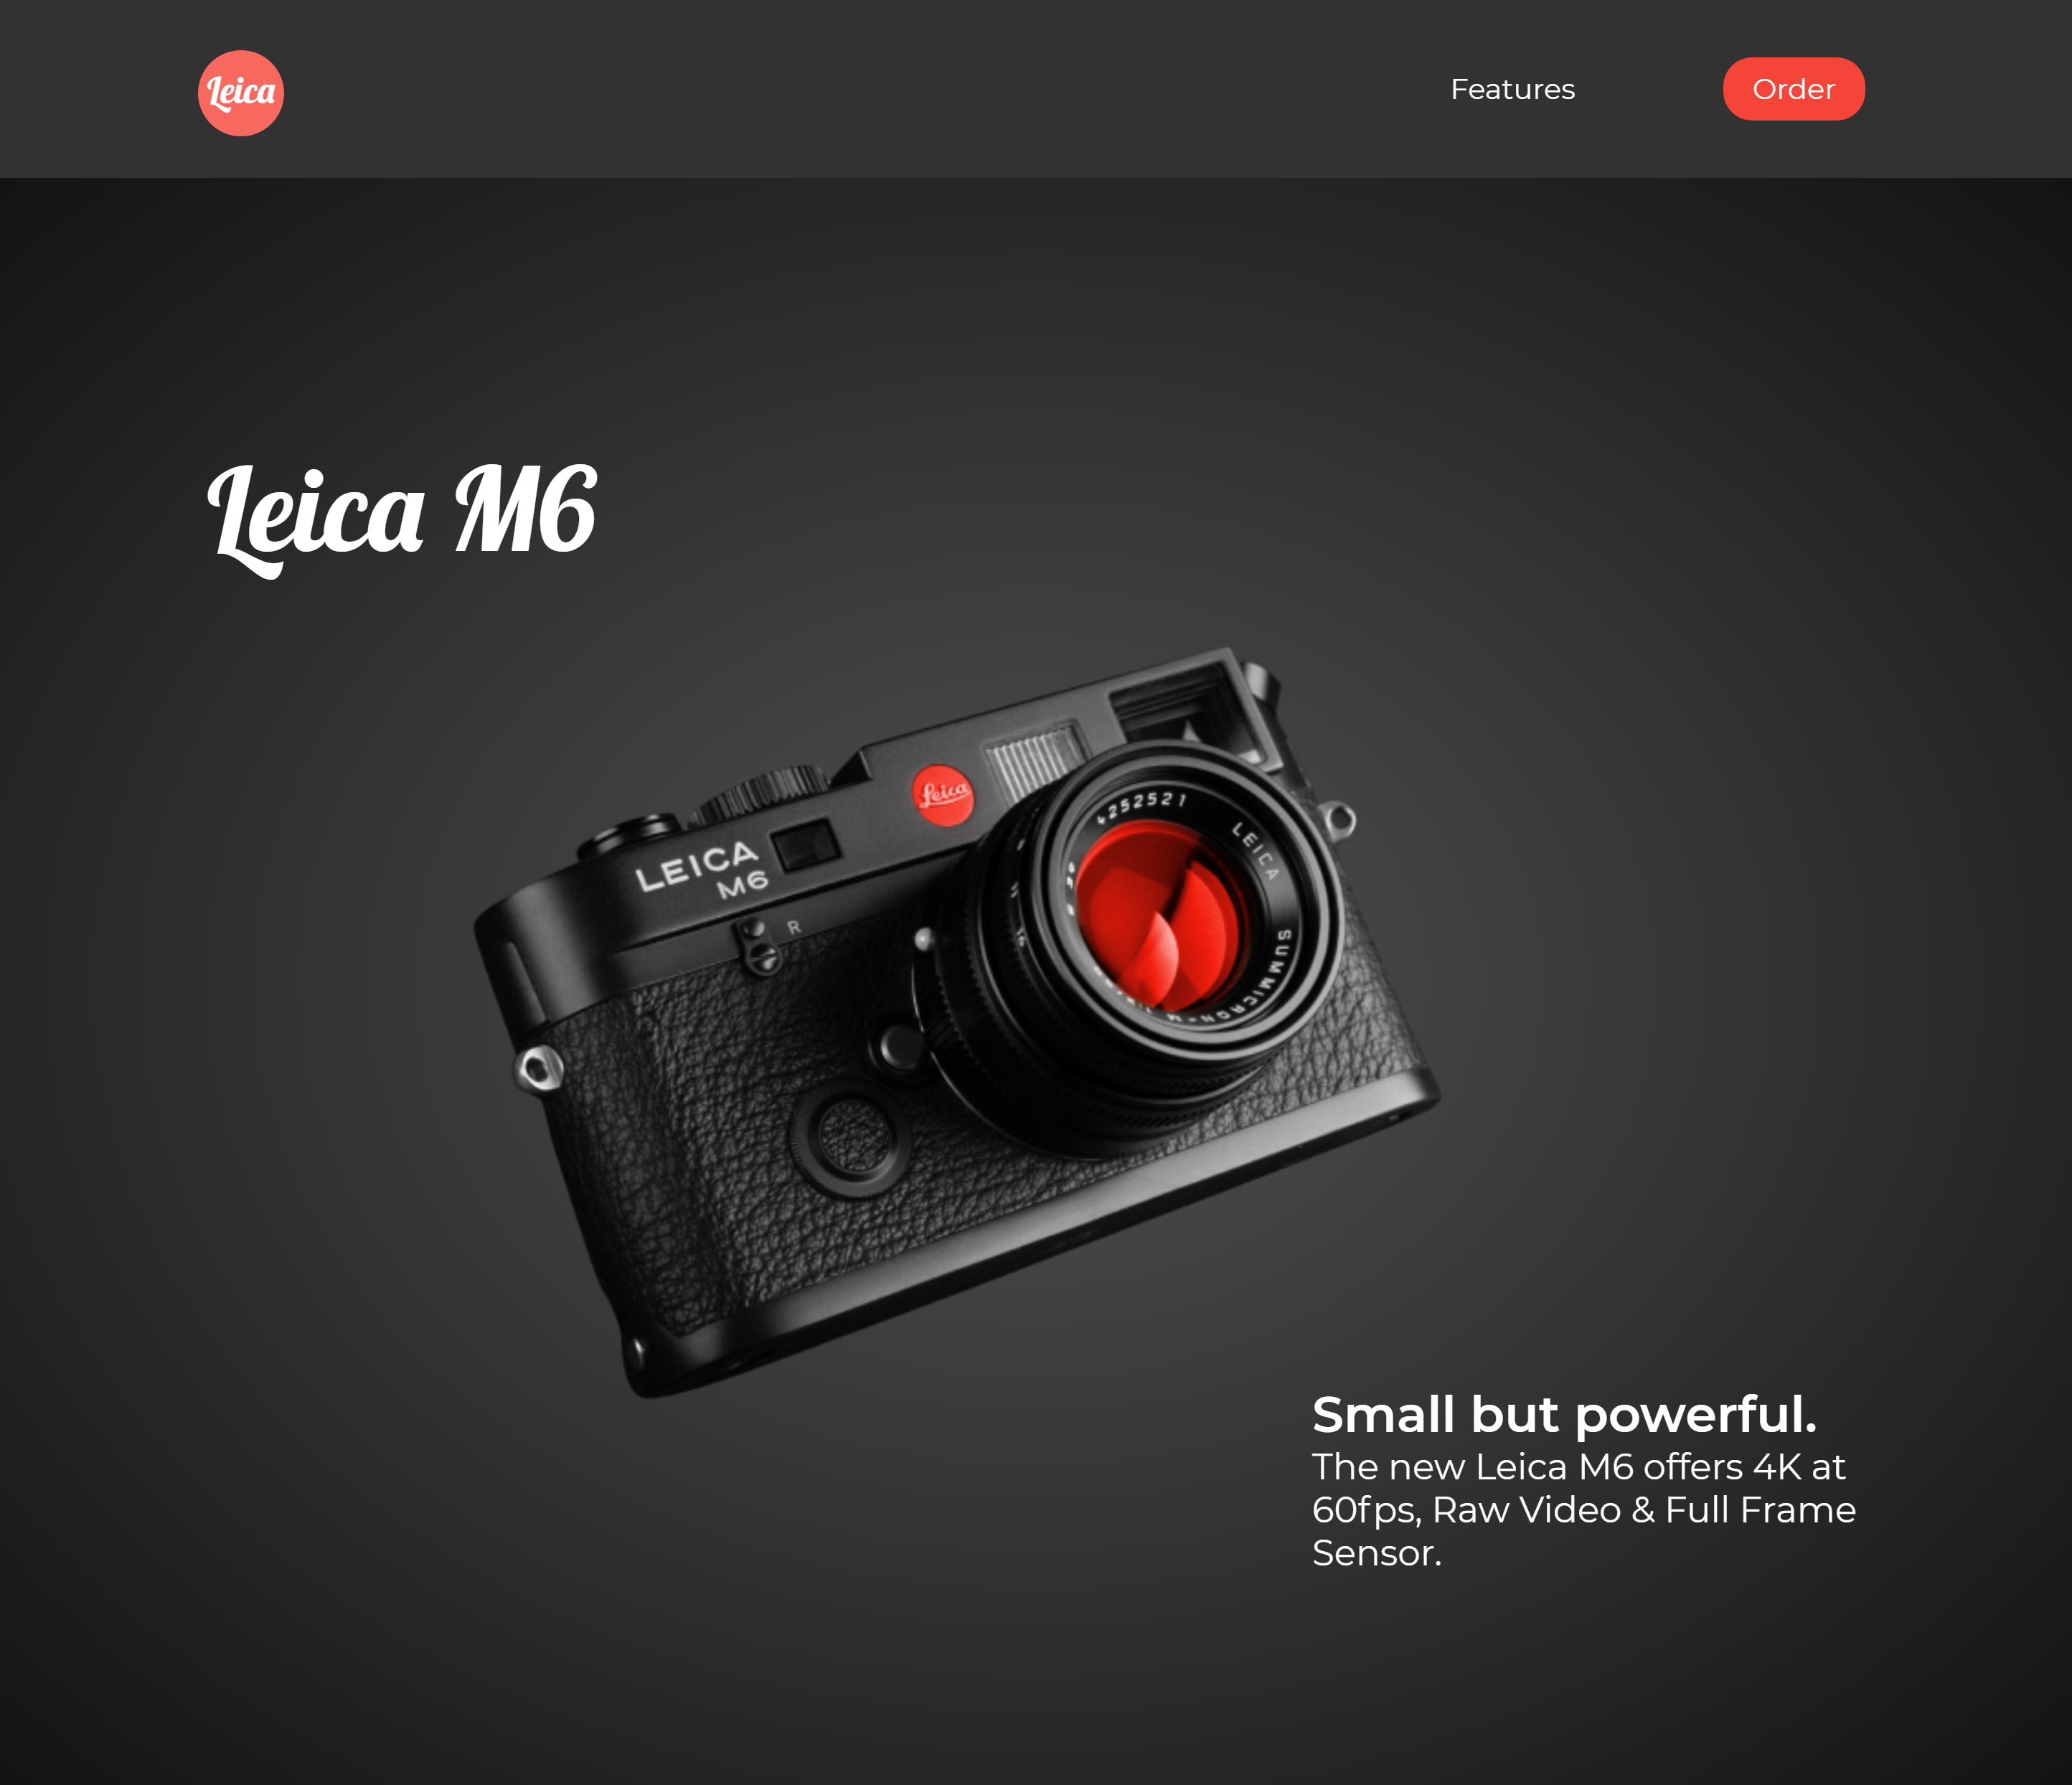 Leica
Features
Order
Leica M6
Leica
LEICA
M6
R
4252521
LEICA
SUMMICRON-M
16
Small but powerful.
The new Leica M6 offers 4K at
60fps, Raw Video & Full Frame
Sensor.